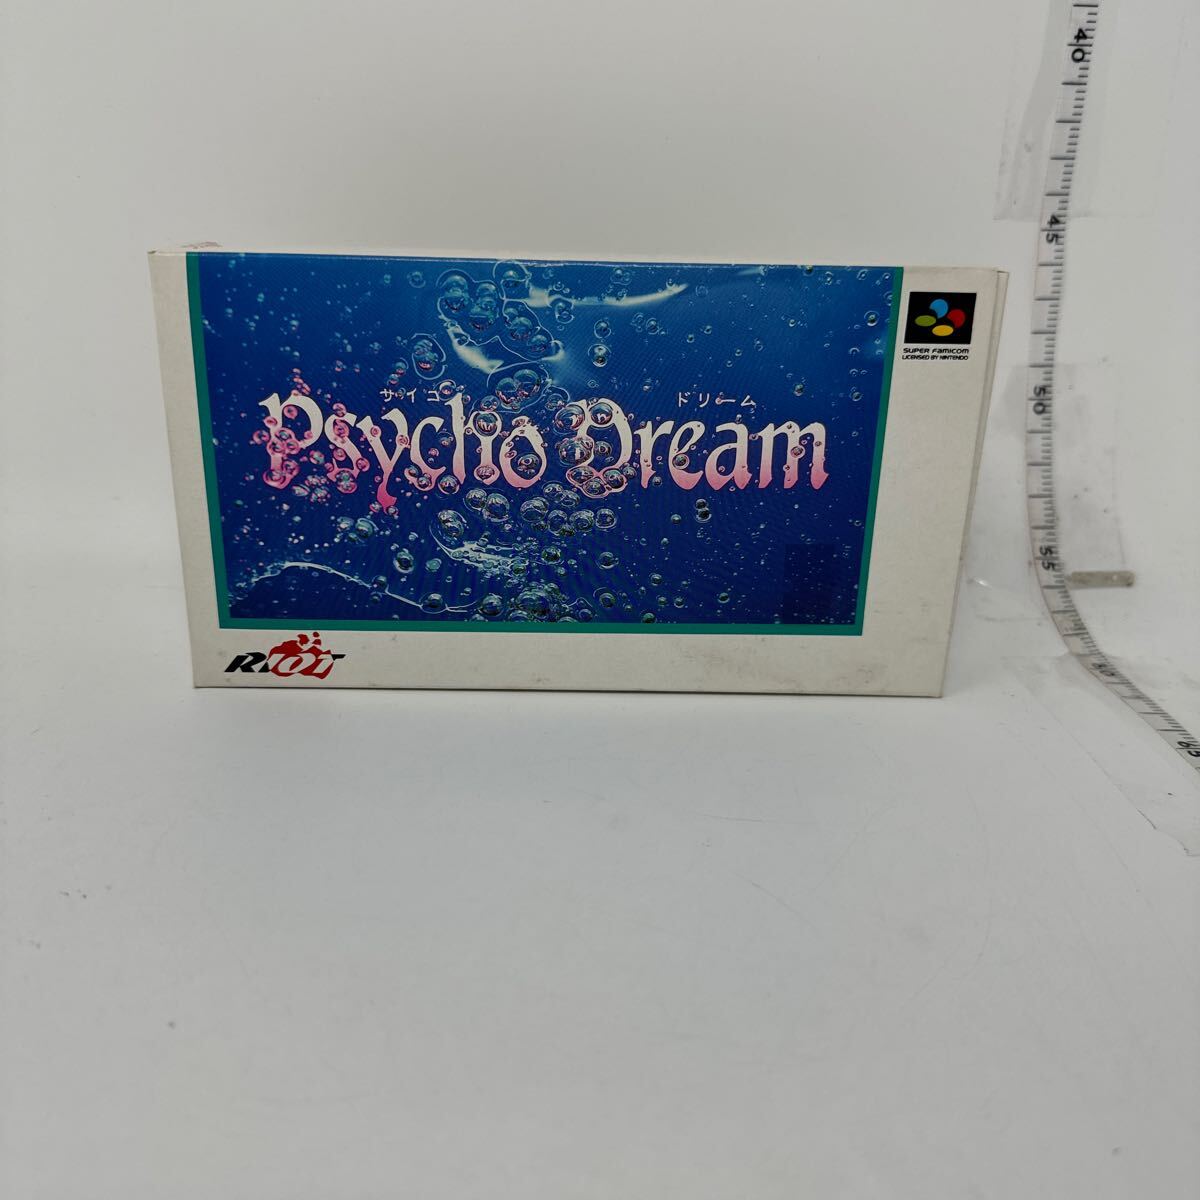 サイコ ドリーム
Psycho Dream
SUPER Famicom
LICENSED BY NINTENDO
RIOT
40
45
50
55